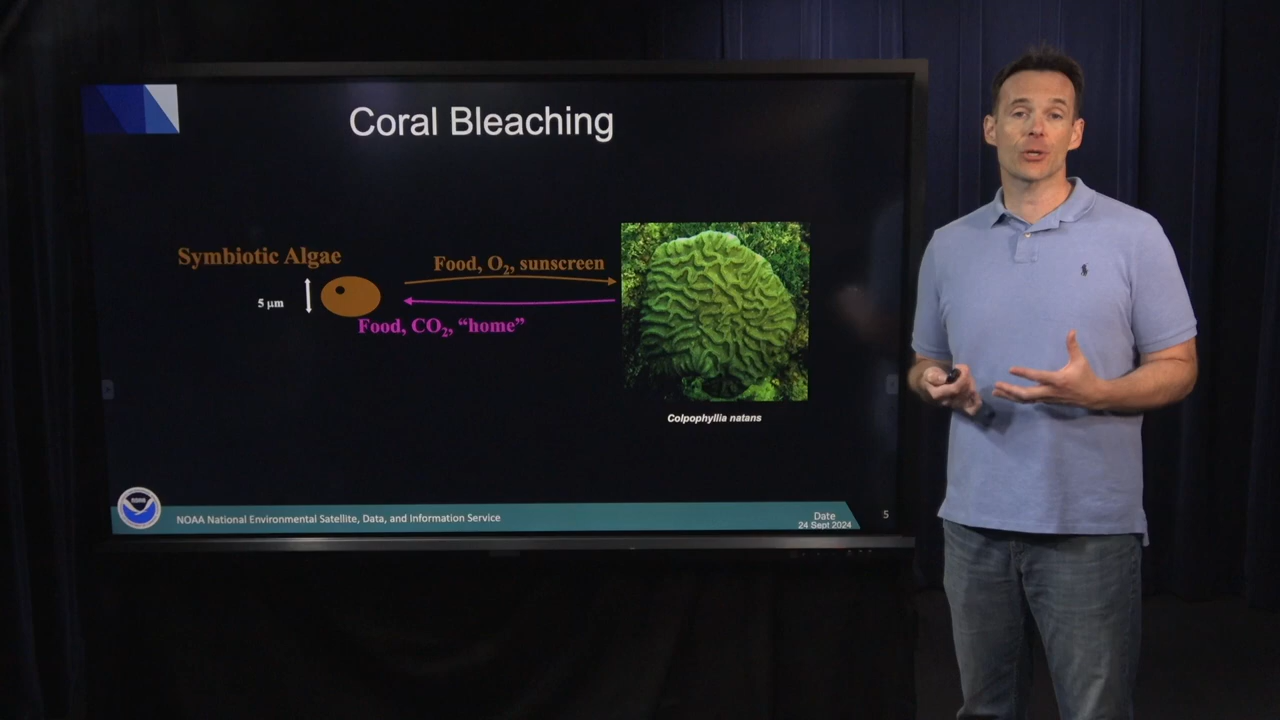 Coral Bleaching
Symbiotic Algae
Food, O₂, sunscreen
5 μm
Food, CO₂, “home”
Colpophyllia natans
NOAA
NOAA National Environmental Satellite, Data, and Information Service
Date
24 Sept 2024
5